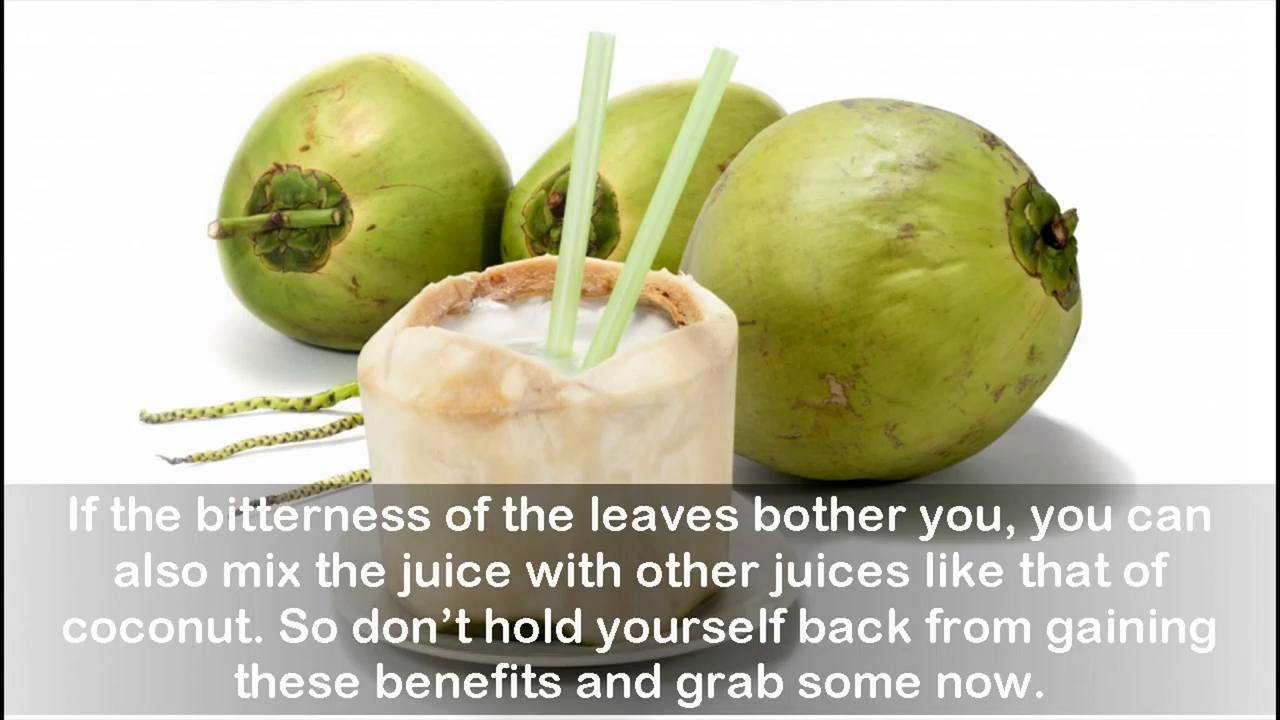 If the bitterness of the leaves bother you, you can
also mix the juice with other juices like that of
coconut. So don’t hold yourself back from gaining
these benefits and grab some now.